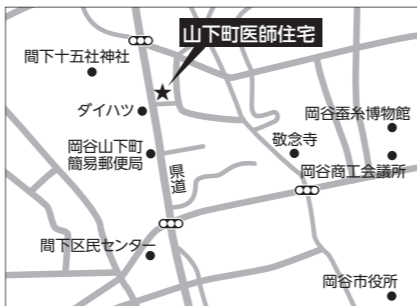 山下町医師住宅
間下十五社神社
ダイハツ
岡谷蚕糸博物館
敬念寺
岡谷山下町
簡易郵便局
岡谷商工会議所
県道
間下区民センター
岡谷市役所